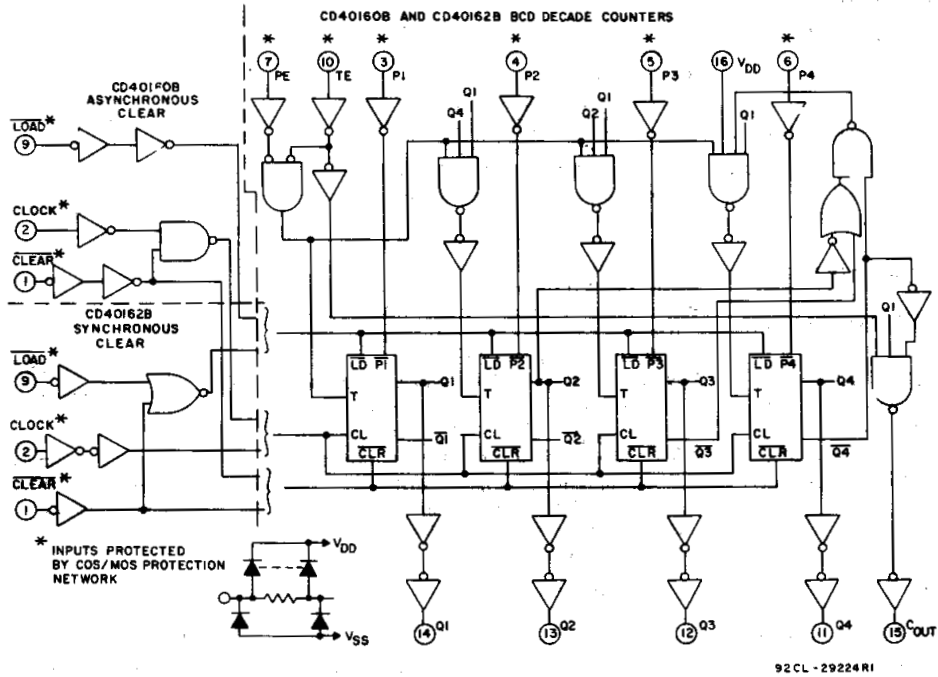 CD40160B AND CD40162B BCD DECADE COUNTERS
* * * * * *
7 PE 10 TE 3 P1 4 P2 5 P3 16 VDD 6 P4
CD40160B
ASYNCHRONOUS
CLEAR
LOAD*
9
Q4 Q1
Q2 Q1
Q1
CLOCK*
2
CLEAR*
1
CD40162B
SYNCHRONOUS
CLEAR
LOAD*
9
CLOCK*
2
CLEAR*
1
Q1
LD P1
T
CL
CLR
Q1
Q1
LD P2
T
CL
CLR
Q2
Q2
LD P3
T
CL
CLR
Q3
Q3
LD P4
T
CL
CLR
Q4
Q4
* INPUTS PROTECTED
BY COS/MOS PROTECTION
NETWORK
VDD
VSS
14 Q1 13 Q2 12 Q3 11 Q4 15 COUT
92CL-29224R1